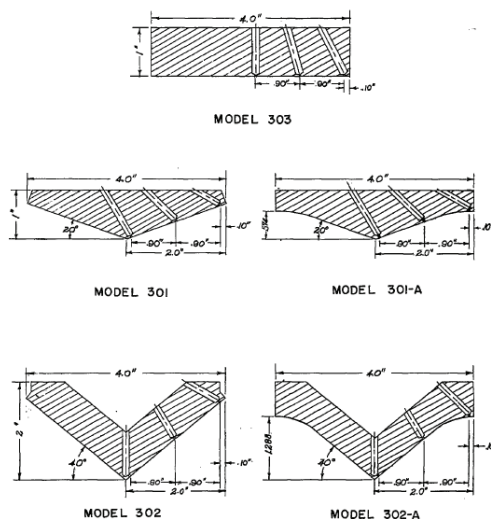 4.0"
1"
.90" .90" .10"
MODEL 303
4.0" 4.0"
1" 20° .90" .90" .10" 2.0"
20° .90" .90" 2.0"
MODEL 301 MODEL 301-A
4.0" 4.0"
2" 40° .90" .90" .10" 2.0"
1.288 40° .90" .90" 2.0"
MODEL 302 MODEL 302-A